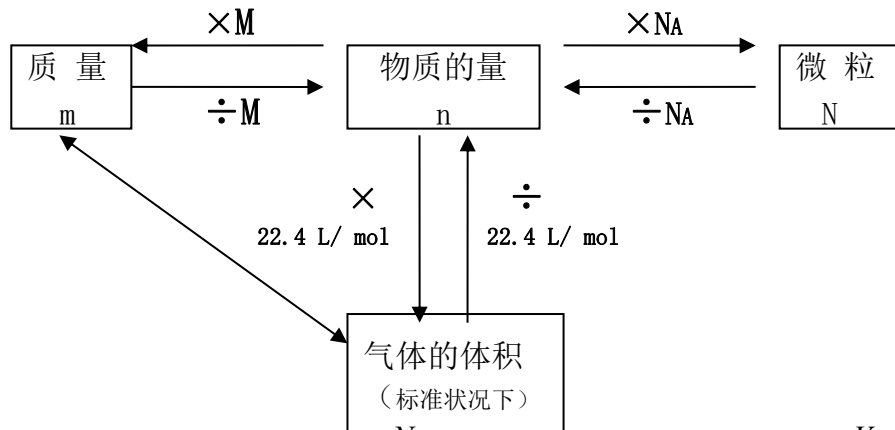 ×M
×NA
质 量
物质的量
微 粒
m
÷M
n
÷NA
N
× ÷
22.4 L/ mol 22.4 L/ mol
气体的体积
（标准状况下）